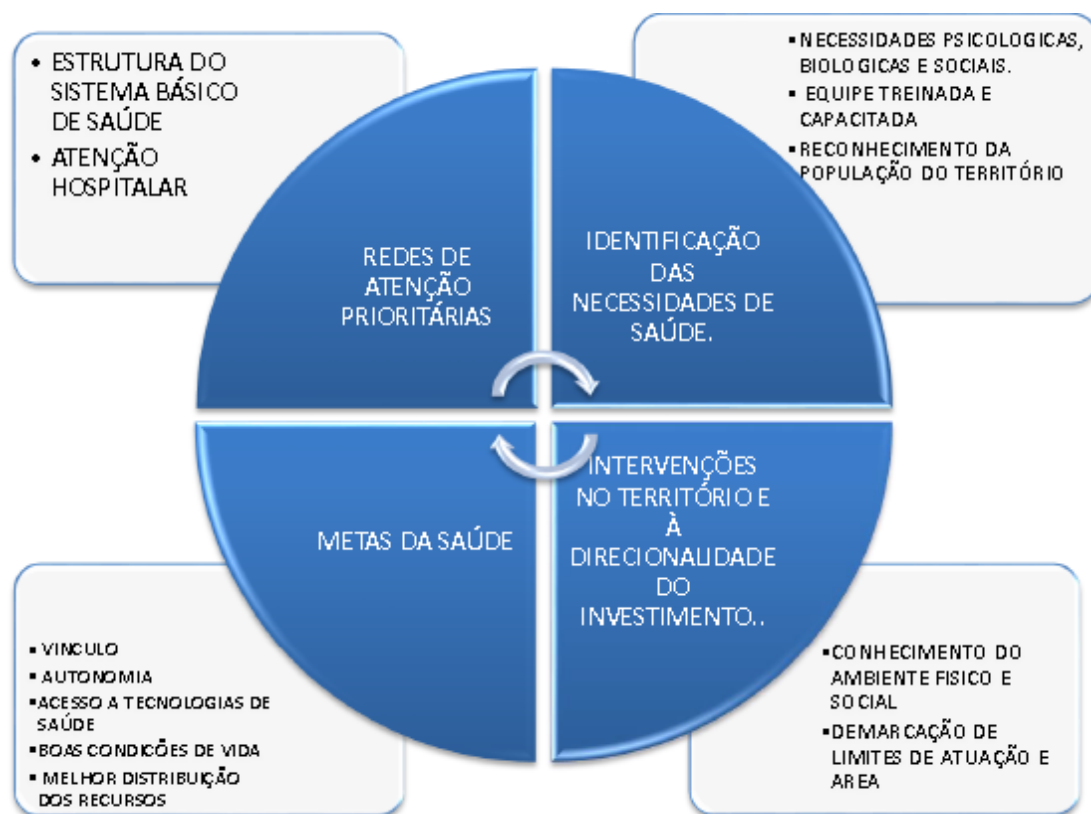 • ESTRUTURA DO
SISTEMA BÁSICO
DE SAÚDE
• ATENÇÃO
HOSPITALAR
▪NECESSIDADES PSICOLOGICAS,
BIOLOGICAS E SOCIAIS.
▪ EQUIPE TREINADA E
CAPACITADA
▪RECONHECIMENTO DA
POPULAÇÃO DO TERRITÓRIO
REDES DE
ATENÇÃO
PRIORITÁRIAS
IDENTIFICAÇÃO
DAS
NECESSIDADES DE
SAÚDE.
METAS DA SAÚDE
INTERVENÇÕES
NO TERRITÓRIO E
À
DIRECIONALIDADE
DO
INVESTIMENTO..
▪ VINCULO
▪ AUTONOMIA
▪ACESSO A TECNOLOGIAS DE
SAÚDE
▪BOAS CONDIÇÕES DE VIDA
▪ MELHOR DISTRIBUIÇÃO
DOS RECURSOS
▪CONHECIMENTO DO
AMBIENTE FISICO E
SOCIAL
▪DEMARCAÇÃO DE
LIMITES DE ATUAÇÃO E
AREA